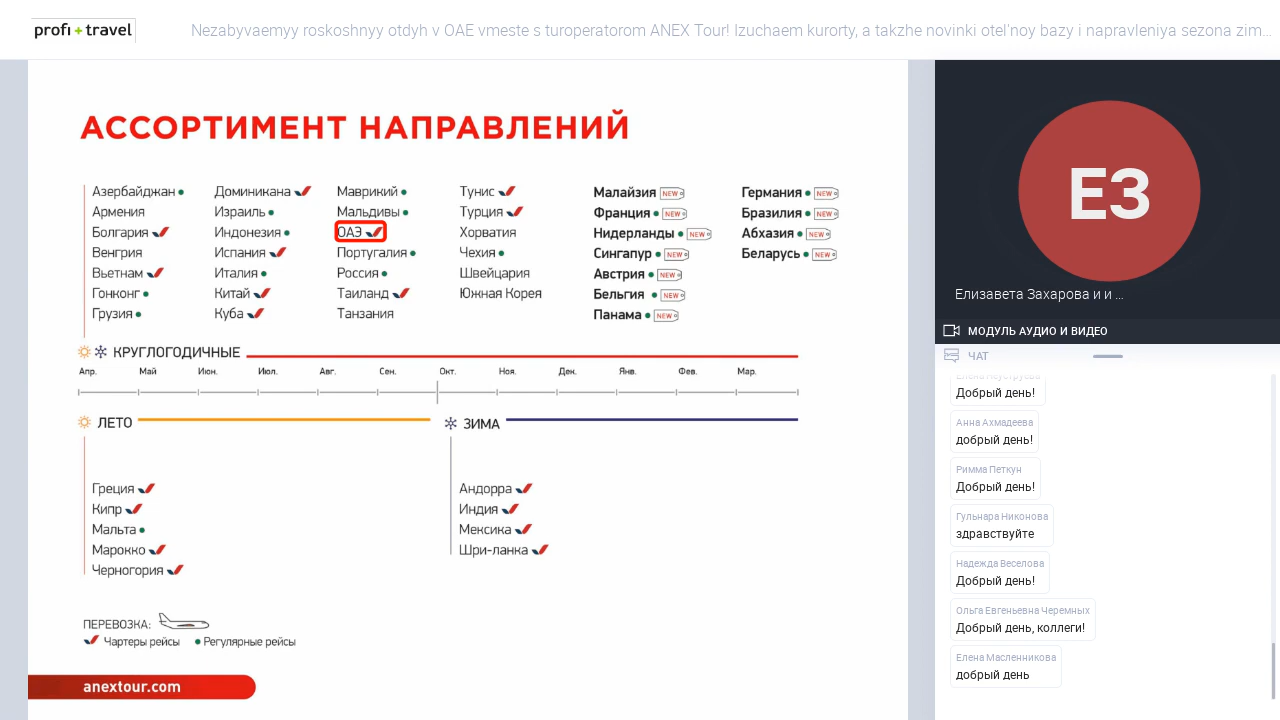 profi+travel
Nezabyvaemyy roskoshnyy otdyh v OAE vmeste s turoperatorom ANEX Tour! Izuchaem kurorty, a takzhe novinki otel'noy bazy i napravleniya sezona zim...
АССОРТИМЕНТ НАПРАВЛЕНИЙ
Азербайджан
Армения
Болгария
Венгрия
Вьетнам
Гонконг
Грузия
Доминикана
Израиль
Индонезия
Испания
Италия
Китай
Куба
Маврикий
Мальдивы
ОАЭ
Португалия
Россия
Таиланд
Танзания
Тунис
Турция
Хорватия
Чехия
Швейцария
Южная Корея
Малайзия NEW
Франция NEW
Нидерланды NEW
Сингапур NEW
Австрия NEW
Бельгия NEW
Панама NEW
Германия NEW
Бразилия NEW
Абхазия NEW
Беларусь NEW
КРУГЛОГОДИЧНЫЕ
Апр. Май Июн. Июл. Авг. Сен. Окт. Ноя. Дек. Янв. Фев. Мар.
ЛЕТО
Греция
Кипр
Мальта
Марокко
Черногория
ЗИМА
Андорра
Индия
Мексика
Шри-ланка
ПЕРЕВОЗКА:
Чартеры рейсы Регулярные рейсы
anextour.com
ЕЗ
Елизавета Захарова и и ...
МОДУЛЬ АУДИО И ВИДЕО
ЧАТ
Добрый день!
Анна Ахмадеева
добрый день!
Римма Петкун
Добрый день!
Гульнара Никонова
здравствуйте
Надежда Веселова
Добрый день!
Ольга Евгеньевна Черемных
Добрый день, коллеги!
Елена Масленникова
добрый день